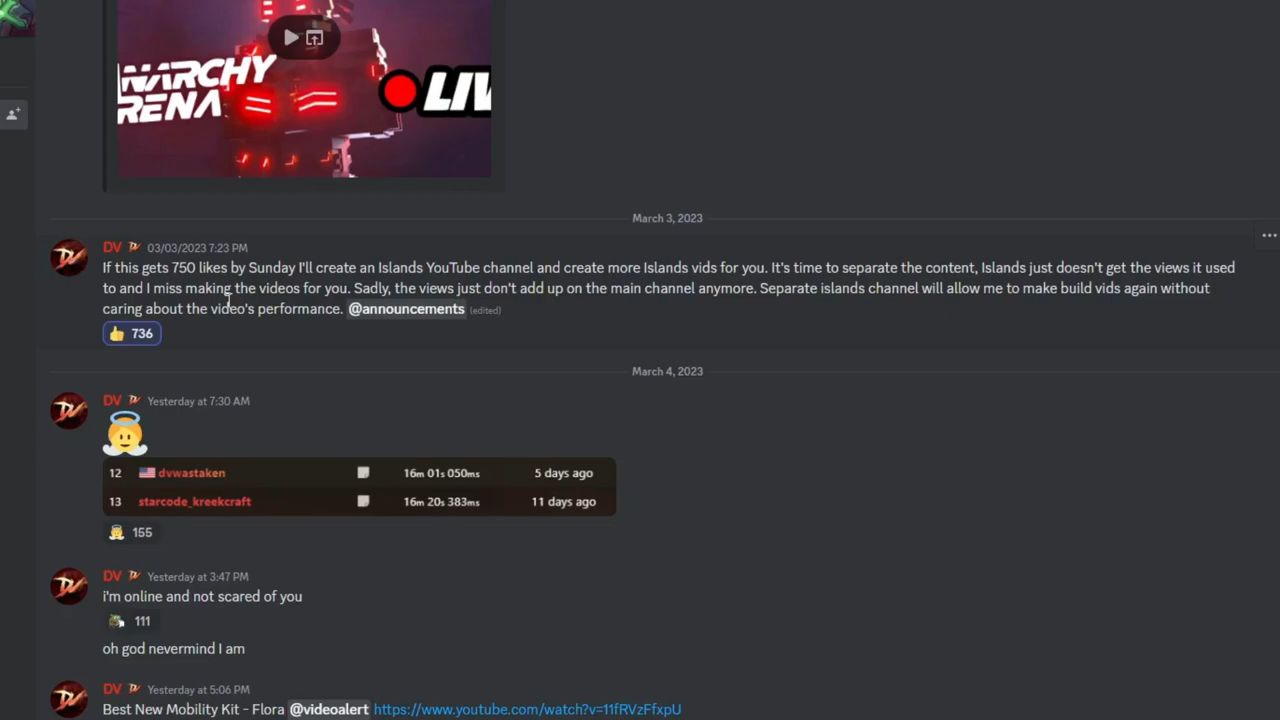 NARCHY
RENA
LIV
March 3, 2023
DV 03/03/2023 7:23 PM
If this gets 750 likes by Sunday I'll create an Islands YouTube channel and create more Islands vids for you. It's time to separate the content, Islands just doesn't get the views it used
to and I miss making the videos for you. Sadly, the views just don't add up on the main channel anymore. Separate islands channel will allow me to make build vids again without
caring about the video's performance. @announcements (edited)
736
March 4, 2023
DV Yesterday at 7:30 AM
12 dvwastaken 16m 01s 050ms 5 days ago
13 starcode_kreekcraft 16m 20s 383ms 11 days ago
155
DV Yesterday at 3:47 PM
i'm online and not scared of you
111
oh god nevermind I am
DV Yesterday at 5:06 PM
Best New Mobility Kit - Flora @videoalert https://www.youtube.com/watch?v=11fRVzFfxpU